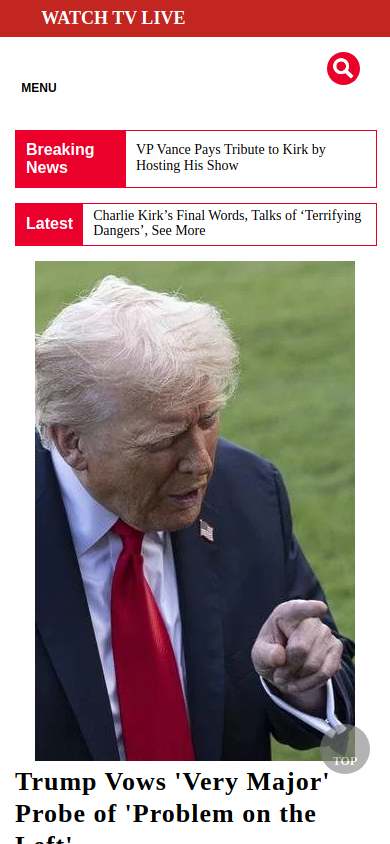 WATCH TV LIVE
MENU
Breaking
News
VP Vance Pays Tribute to Kirk by
Hosting His Show
Latest
Charlie Kirk’s Final Words, Talks of ‘Terrifying
Dangers’, See More
TOP
Trump Vows 'Very Major'
Probe of 'Problem on the
Left'